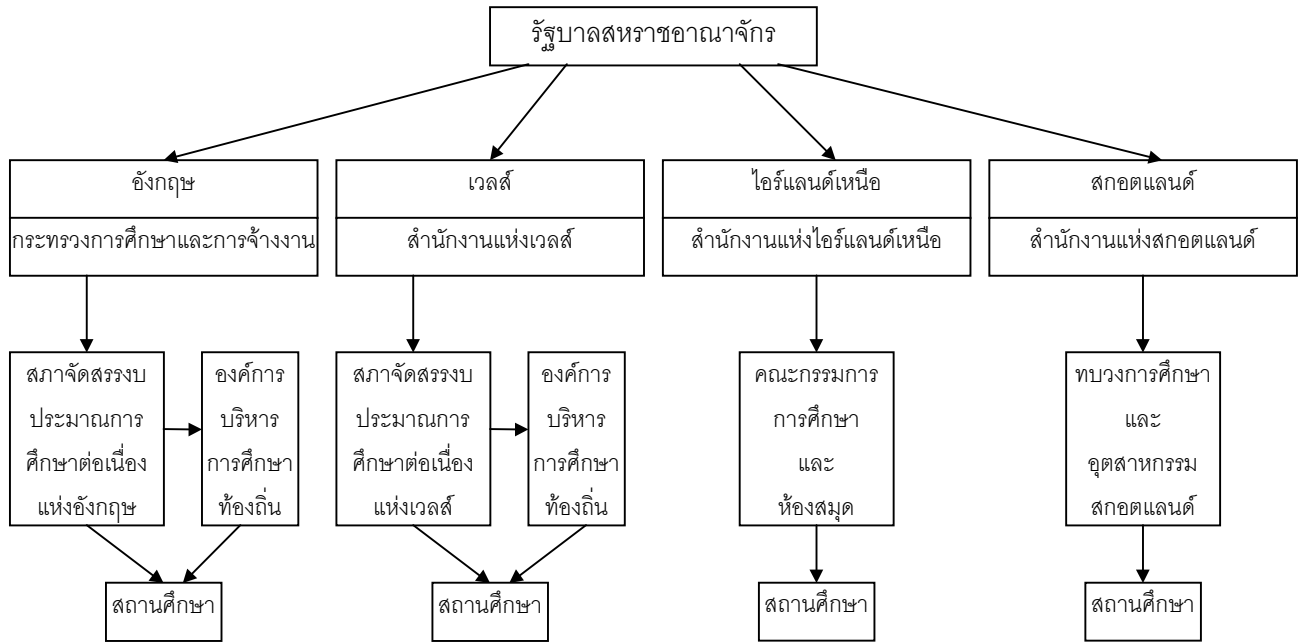 รัฐบาลสหราชอาณาจักร
อังกฤษ
กระทรวงการศึกษาและการจ้างงาน
เวลส์
สำนักงานแห่งเวลส์
ไอร์แลนด์เหนือ
สำนักงานแห่งไอร์แลนด์เหนือ
สกอตแลนด์
สำนักงานแห่งสกอตแลนด์
สภาจัดสรรงบ
ประมาณการ
ศึกษาต่อเนื่อง
แห่งอังกฤษ
องค์การ
บริหาร
การศึกษา
ท้องถิ่น
สภาจัดสรรงบ
ประมาณการ
ศึกษาต่อเนื่อง
แห่งเวลส์
องค์การ
บริหาร
การศึกษา
ท้องถิ่น
คณะกรรมการ
การศึกษา
และ
ห้องสมุด
ทบวงการศึกษา
และ
อุตสาหกรรม
สกอตแลนด์
สถานศึกษา
สถานศึกษา
สถานศึกษา
สถานศึกษา